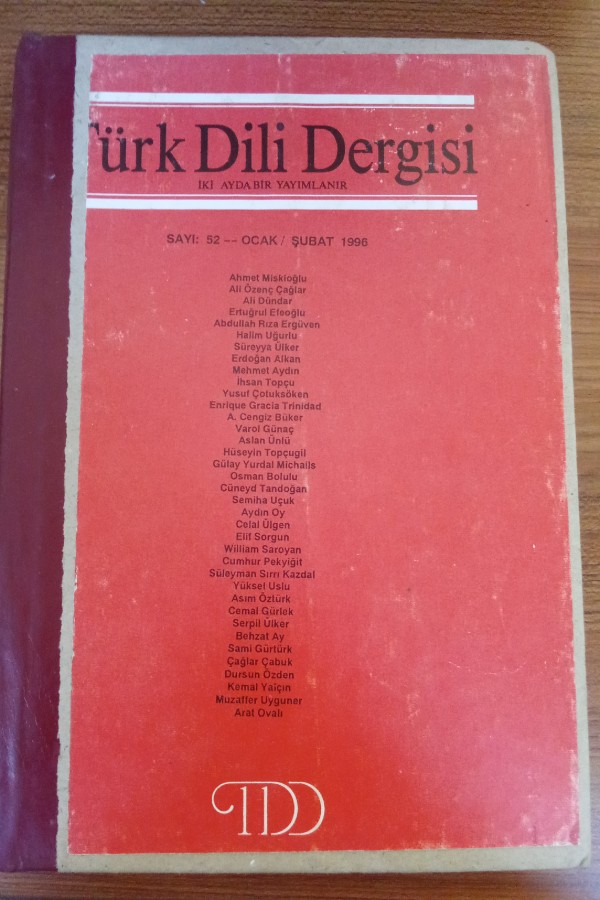 Türk Dili Dergisi
İKİ AYDA BİR YAYIMLANIR
SAYI: 52 -- OCAK / ŞUBAT 1996
Ahmet Miskioğlu
Ali Özenç Çağlar
Ali Dündar
Ertuğrul Efeoğlu
Abdullah Rıza Ergüven
Halim Uğurlu
Süreyya Ülker
Erdoğan Alkan
Mehmet Aydın
İhsan Topçu
Yusuf Çotuksöken
Enrique Gracia Trinidad
A. Cengiz Büker
Varol Günaç
Aslan Ünlü
Hüseyin Topçugil
Gülay Yurdal Michails
Osman Bolulu
Cüneyd Tandoğan
Semiha Uçuk
Aydın Oy
Celal Ülgen
Elif Sorgun
William Saroyan
Cumhur Pekyiğit
Süleyman Sırrı Kazdal
Yüksel Uslu
Asım Öztürk
Cemal Gürlek
Serpil Ülker
Behzat Ay
Sami Gürtürk
Çağlar Çabuk
Dursun Özden
Kemal Yalçın
Muzaffer Uyguner
Arat Ovalı
TDD